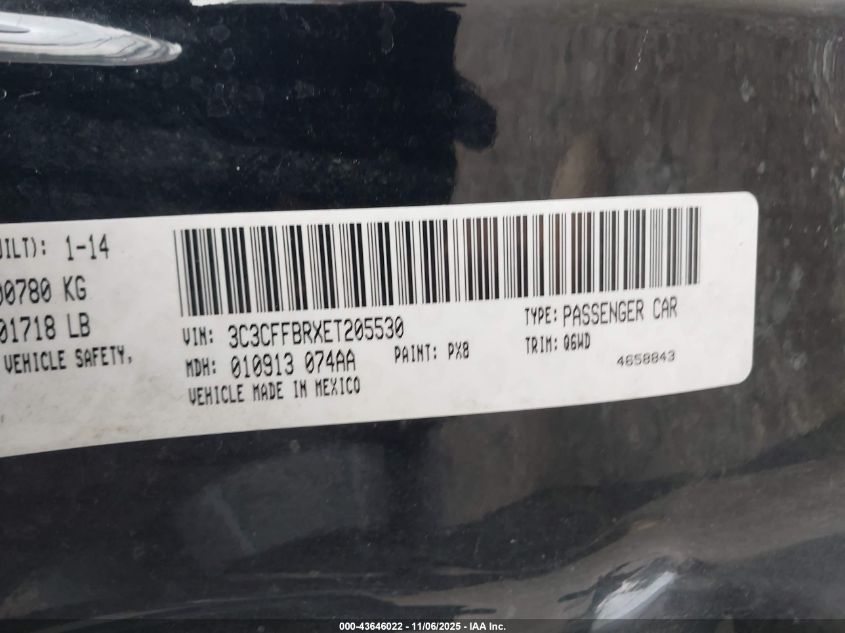 UILT): 1-14
00780 KG
01718 LB
VEHICLE SAFETY,
VIN: 3C3CFFBRXET205530
MDH: 010913 074AA
PAINT: PX8
VEHICLE MADE IN MEXICO
TYPE: PASSENGER CAR
TRIM: Q6WD
4658843
000-43646022 - 11/06/2025 - IAA Inc.